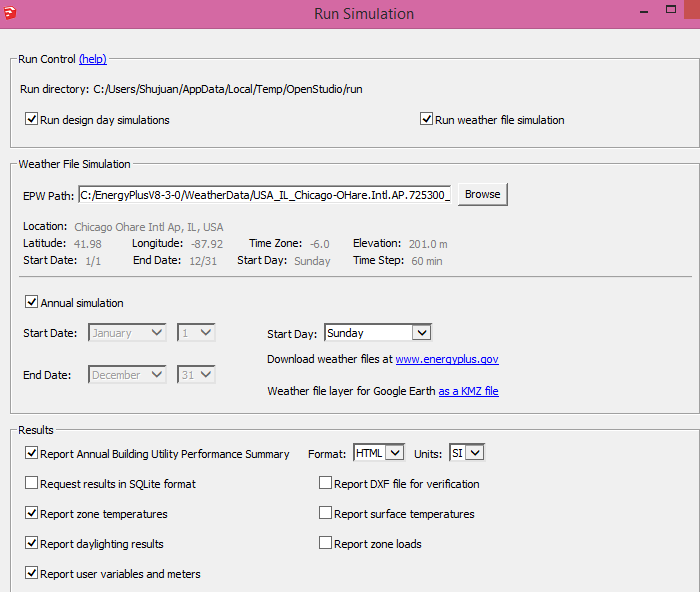 Run Simulation
Run Control (help)
Run directory: C:/Users/Shujuan/AppData/Local/Temp/OpenStudio/run
Run design day simulations Run weather file simulation
Weather File Simulation
EPW Path: C:/EnergyPlusV8-3-0/WeatherData/USA_IL_Chicago-OHare.Intl.AP.725300_ Browse
Location: Chicago Ohare Intl Ap, IL, USA
Latitude: 41.98 Longitude: -87.92 Time Zone: -6.0 Elevation: 201.0 m
Start Date: 1/1 End Date: 12/31 Start Day: Sunday Time Step: 60 min
Annual simulation
Start Date: January 1 Start Day: Sunday
Download weather files at www.energyplus.gov
End Date: December 31
Weather file layer for Google Earth as a KMZ file
Results
Report Annual Building Utility Performance Summary Format: HTML Units: SI
Request results in SQLite format Report DXF file for verification
Report zone temperatures Report surface temperatures
Report daylighting results Report zone loads
Report user variables and meters